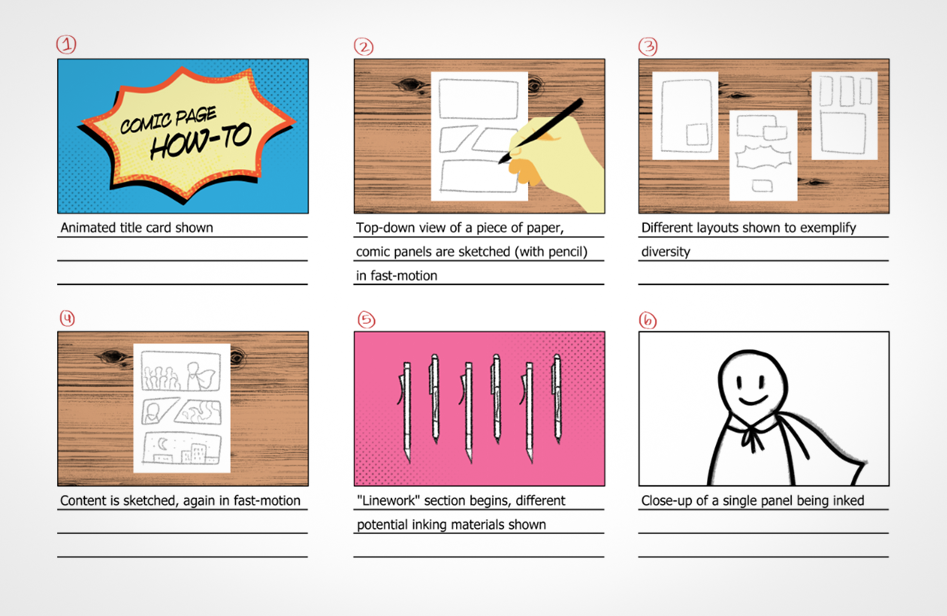 1
COMIC PAGE
HOW-TO
Animated title card shown
2
Top-down view of a piece of paper,
comic panels are sketched (with pencil)
in fast-motion
3
Different layouts shown to exemplify
diversity
4
Content is sketched, again in fast-motion
5
"Linework" section begins, different
potential inking materials shown
6
Close-up of a single panel being inked